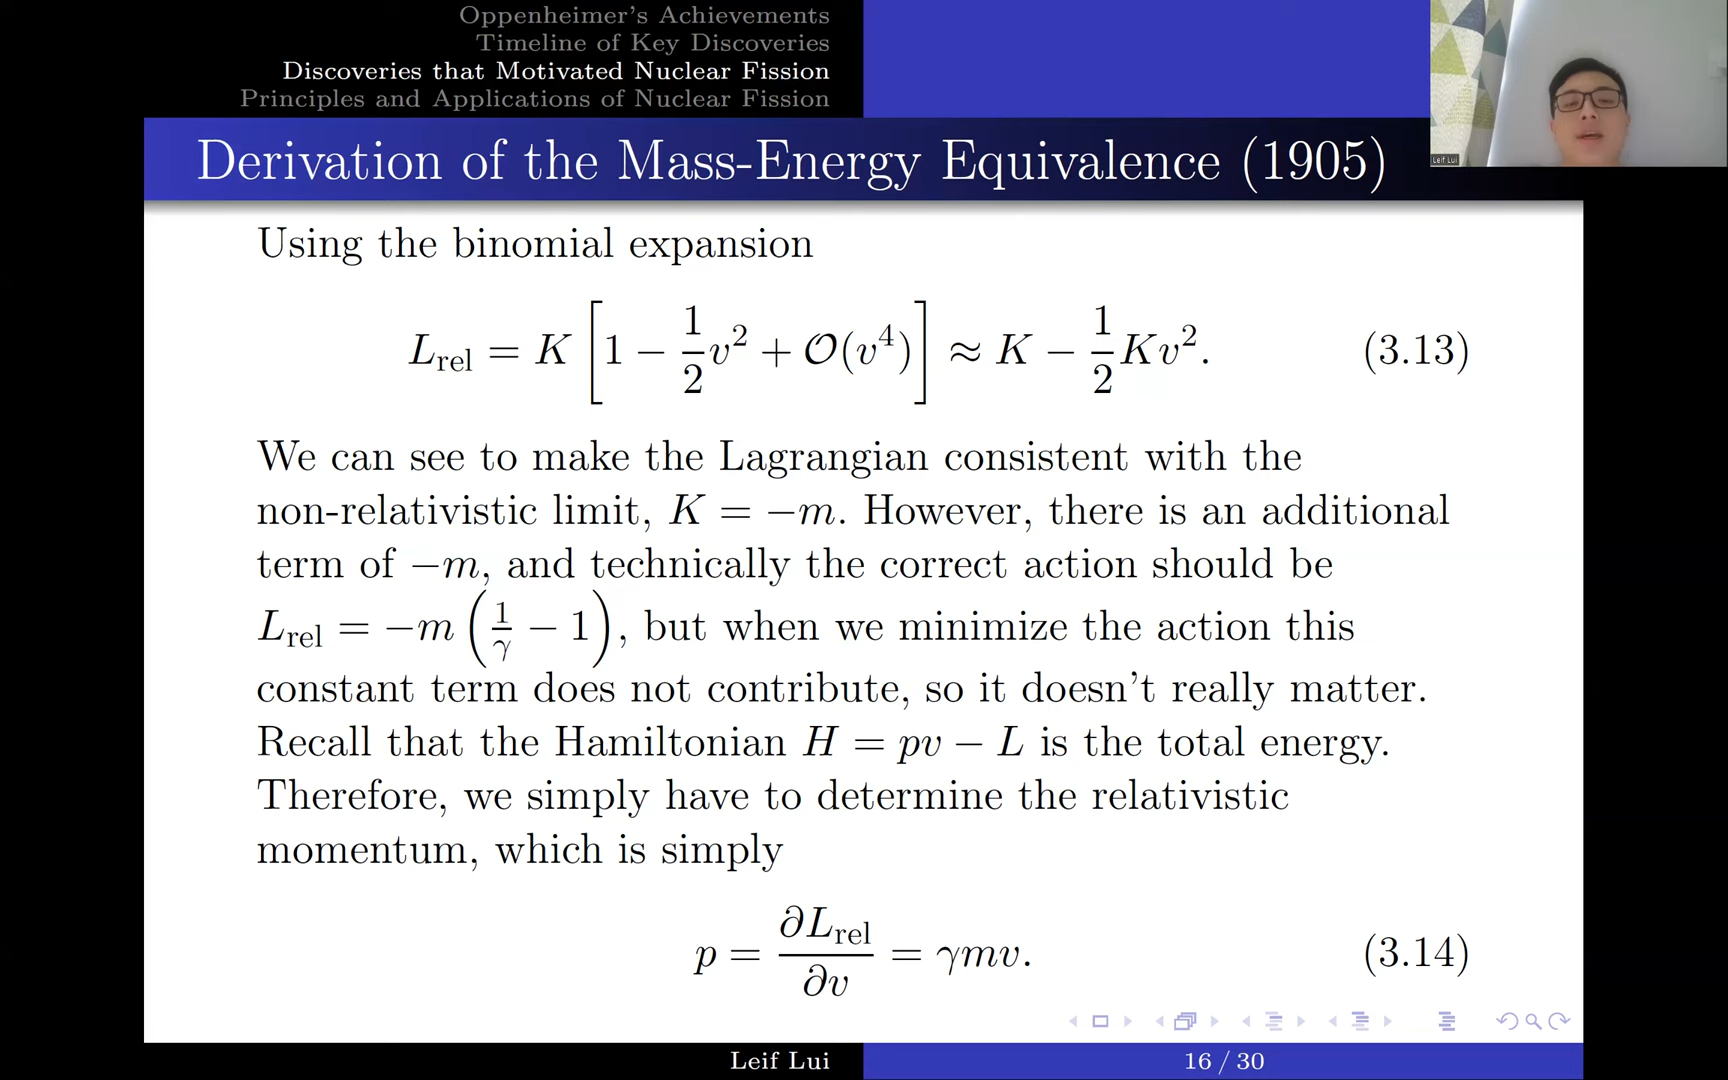 Oppenheimer's Achievements
Timeline of Key Discoveries
Discoveries that Motivated Nuclear Fission
Principles and Applications of Nuclear Fission
Leif Lui
Derivation of the Mass-Energy Equivalence (1905)
Using the binomial expansion
L_rel = K [1 − 1/2 v² + 𝒪(v⁴)] ≈ K − 1/2 Kv². (3.13)
We can see to make the Lagrangian consistent with the
non-relativistic limit, K = −m. However, there is an additional
term of −m, and technically the correct action should be
L_rel = −m (1/γ − 1), but when we minimize the action this
constant term does not contribute, so it doesn't really matter.
Recall that the Hamiltonian H = pv − L is the total energy.
Therefore, we simply have to determine the relativistic
momentum, which is simply
p = ∂L_rel/∂v = γmv. (3.14)
Leif Lui
16 / 30